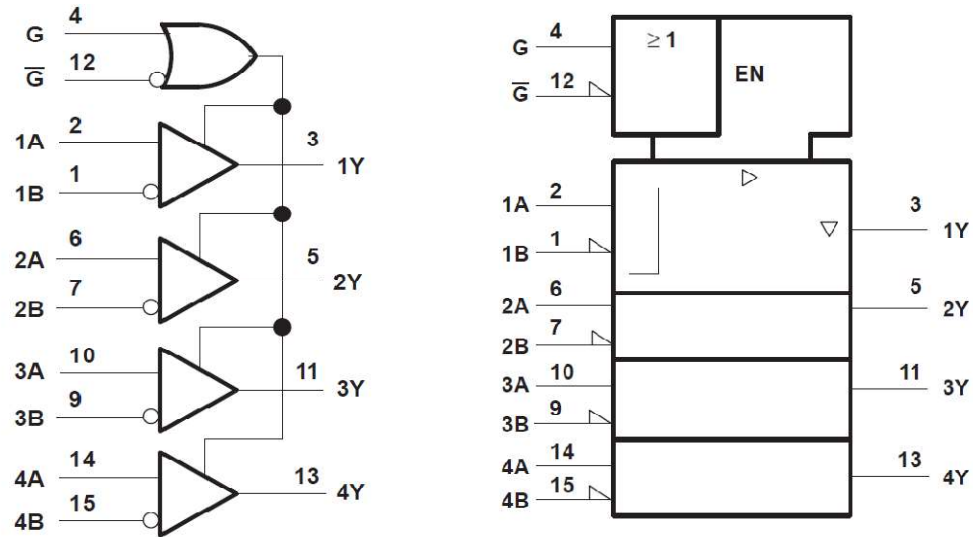 G 4
G̅ 12
1A 2
1B 1
3 1Y
2A 6
2B 7
5 2Y
3A 10
3B 9
11 3Y
4A 14
4B 15
13 4Y
G 4
G̅ 12
≥ 1
EN
1A 2
1B 1
3 1Y
2A 6
2B 7
5 2Y
3A 10
3B 9
11 3Y
4A 14
4B 15
13 4Y